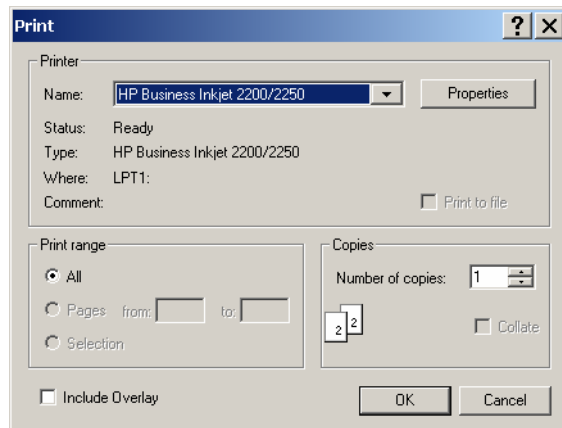 Print
Printer
Name: HP Business Inkjet 2200/2250 Properties
Status: Ready
Type: HP Business Inkjet 2200/2250
Where: LPT1:
Comment: Print to file
Print range
All
Pages from: to:
Selection
Copies
Number of copies: 1
2 2
Collate
Include Overlay OK Cancel